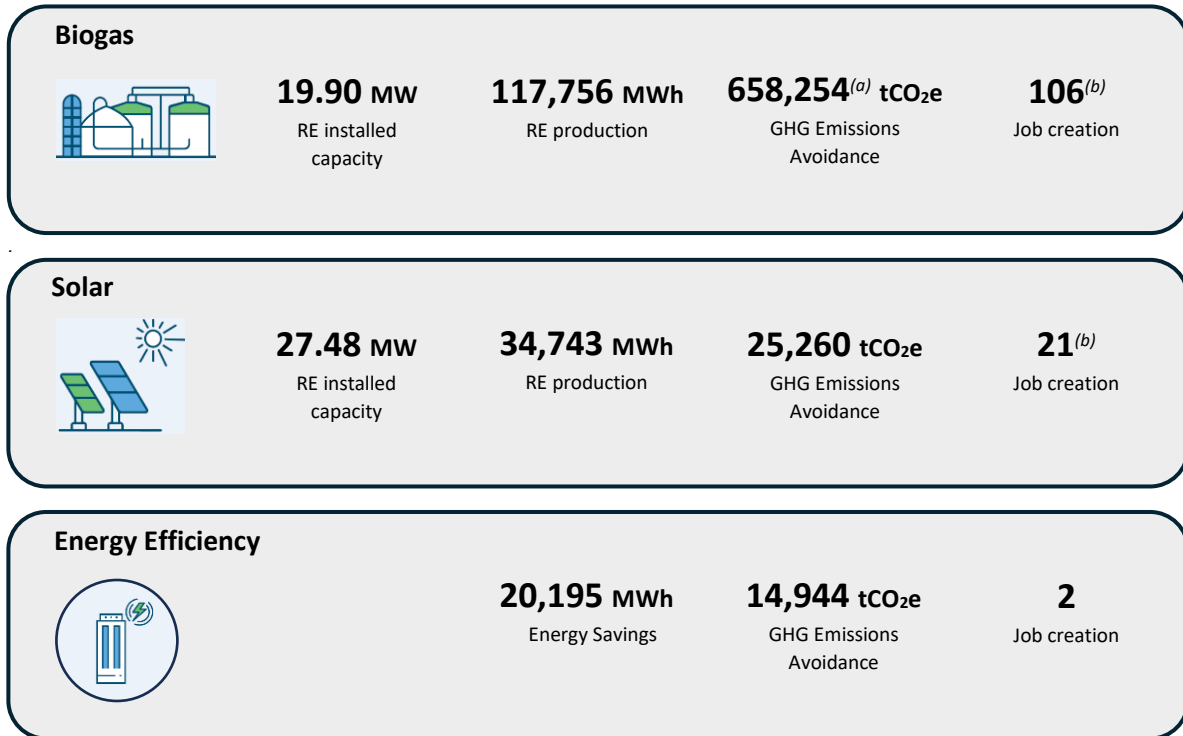 Biogas
19.90 MW
RE installed
capacity
117,756 MWh
RE production
658,254(a) tCO2e
GHG Emissions
Avoidance
106(b)
Job creation
.
Solar
27.48 MW
RE installed
capacity
34,743 MWh
RE production
25,260 tCO2e
GHG Emissions
Avoidance
21(b)
Job creation
Energy Efficiency
20,195 MWh
Energy Savings
14,944 tCO2e
GHG Emissions
Avoidance
2
Job creation